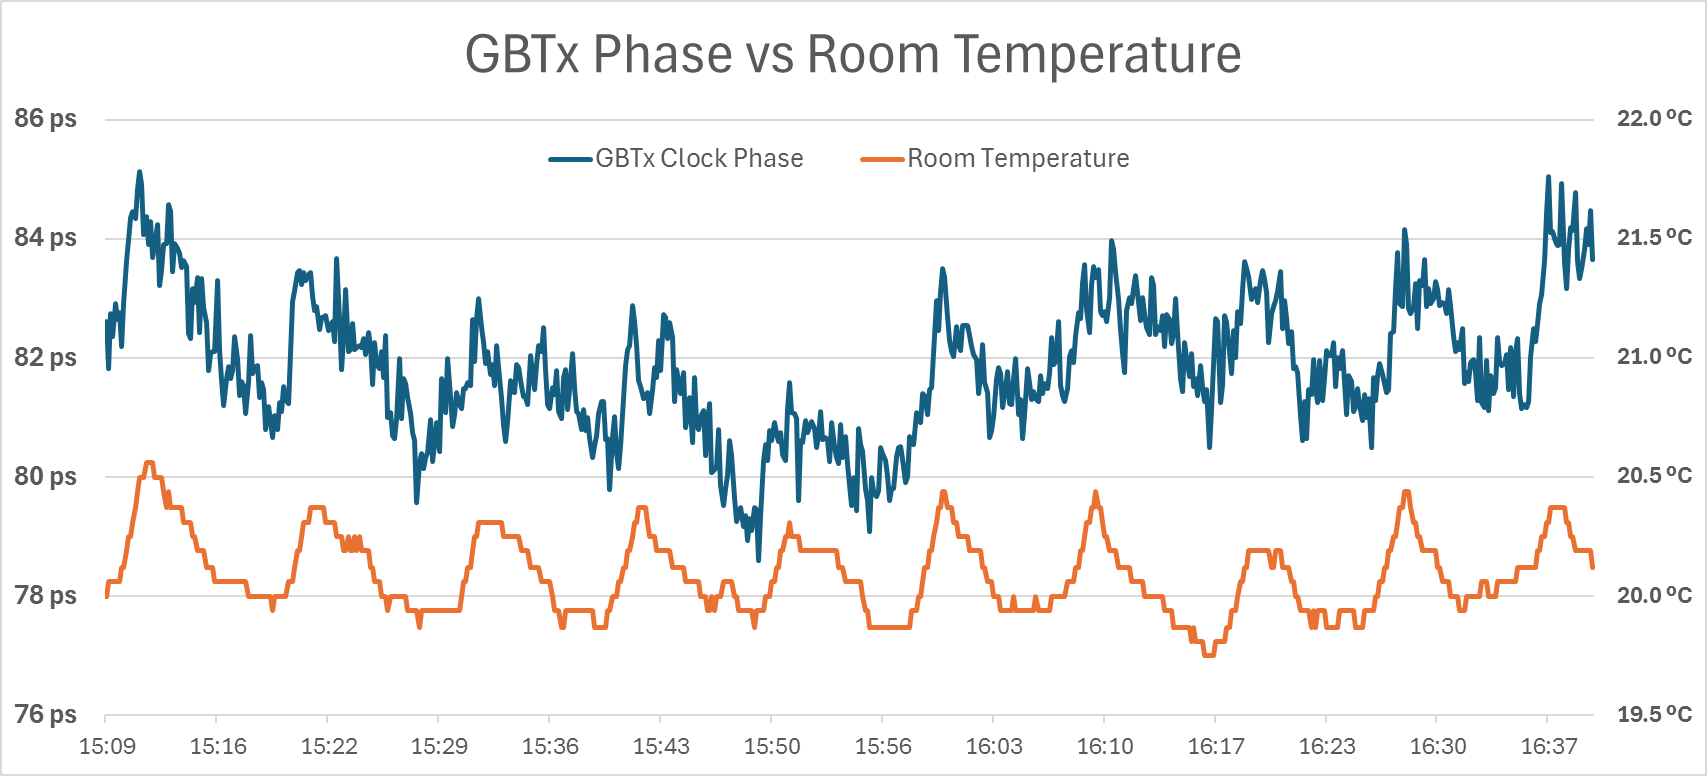 GBTx Phase vs Room Temperature
GBTx Clock Phase
Room Temperature
86 ps
84 ps
82 ps
80 ps
78 ps
76 ps
22.0 ºC
21.5 ºC
21.0 ºC
20.5 ºC
20.0 ºC
19.5 ºC
15:09 15:16 15:22 15:29 15:36 15:43 15:50 15:56 16:03 16:10 16:17 16:23 16:30 16:37